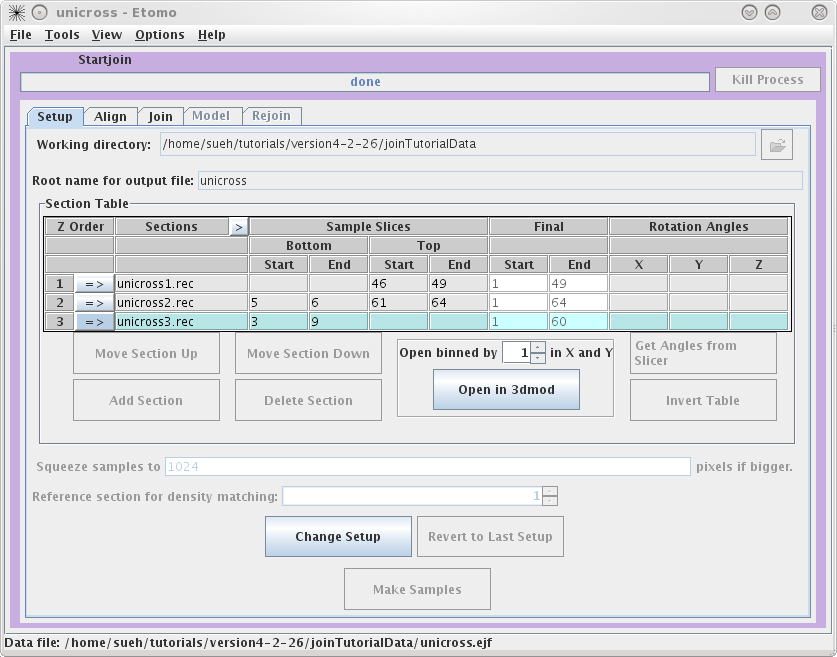 unicross - Etomo
File Tools View Options Help
Startjoin
done
Kill Process
Setup Align Join Model Rejoin
Working directory: /home/sueh/tutorials/version4-2-26/joinTutorialData
Root name for output file: unicross
Section Table
Z Order Sections > Sample Slices Final Rotation Angles
Bottom Top
Start End Start End Start End X Y Z
1 => unicross1.rec 46 49 1 49
2 => unicross2.rec 5 6 61 64 1 64
3 => unicross3.rec 3 9 1 60
Move Section Up Move Section Down Open binned by 1 in X and Y Get Angles from
Slicer
Add Section Delete Section Open in 3dmod Invert Table
Squeeze samples to 1024 pixels if bigger.
Reference section for density matching: 1
Change Setup Revert to Last Setup
Make Samples
Data file: /home/sueh/tutorials/version4-2-26/joinTutorialData/unicross.ejf